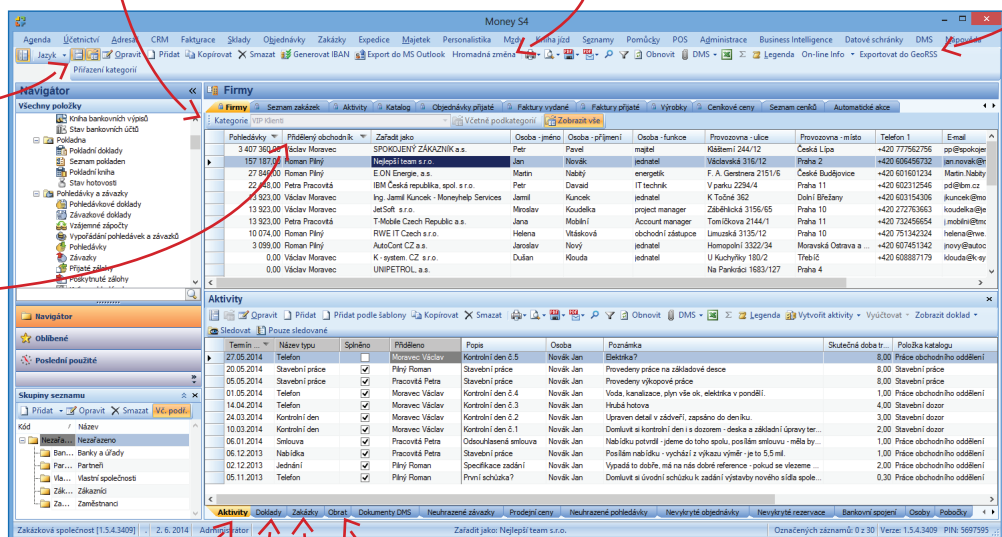 Money S4
Agenda Účetnictví Adresář CRM Fakturace Sklady Objednávky Zakázky Expedice Majetek Personalistika Mzdy Kniha jízd Seznamy Pomůcky POS Administrace Business Intelligence Datové schránky DMS Nápověda
Jazyk Opravit Přidat Kopírovat Smazat Generovat IBAN Export do MS Outlook Hromadná změna Obnovit DMS Legenda On-line Info Exportovat do GeoRSS
Přiřazení kategorií
Navigátor
Všechny položky
Kniha bankovních výpisů
Stav bankovních účtů
Pokladna
Pokladní doklady
Seznam pokladen
Pokladní kniha
Stav hotovosti
Pohledávky a závazky
Pohledávkové doklady
Závazkové doklady
Vzájemné zápočty
Vypořádání pohledávek a závazků
Pohledávky
Závazky
Přijaté zálohy
Poskytnuté zálohy
Navigátor
Oblíbené
Poslední použité
Skupiny seznamu
Přidat Opravit Smazat Vč. podř.
Kód / Název
Nezařa... Nezařazeno
Ban... Banky a úřady
Par... Partneři
Vla... Vlastní společnosti
Zák... Zákazníci
Za... Zaměstnanci
Firmy
Firmy Seznam zakázek Aktivity Katalog Objednávky přijaté Faktury vydané Faktury přijaté Výrobky Ceníkové ceny Seznam ceníků Automatické akce
Kategorie VIP Klienti Včetně podkategorií Zobrazit vše
Pohledávky Přidělený obchodník Zařadit jako Osoba - jméno Osoba - příjmení Osoba - funkce Provozovna - ulice Provozovna - místo Telefon 1 E-mail
3 407 360,00 Václav Moravec SPOKOJENÝ ZÁKAZNÍK a.s. Petr Pavel majitel Klášterní 244/12 Česká Lípa +420 777562756 pp@spokojen
157 187,00 Roman Pilný Nejlepší team s.r.o. Jan Novák jednatel Václavská 316/12 Praha 2 +420 606456732 jan.novak@n
27 846,00 Roman Pilný E.ON Energie, a.s. Martin Nabitý energetik F. A. Gerstnera 2151/6 České Budějovice +420 601601234 Martin.Nabity
22 448,00 Petra Pracovitá IBM Česká republika, spol. s r.o. Petr Davaid IT technik V parku 2294/4 Praha 11 +420 602312546 pd@ibm.cz
13 923,00 Václav Moravec Ing. Jamil Kuncek - Moneyhelp Services Jamil Kuncek jednatel K Točné 362 Dolní Břežany +420 603154306 jkuncek@mo
13 923,00 Václav Moravec JetSoft s.r.o. Miroslav Koudelka project manager Záběhlická 3156/65 Praha 10 +420 272763663 koudelka@je
13 923,00 Petra Pracovitá T-Mobile Czech Republic a.s. Jana Mobilní Account manager Tomíčkova 2144/1 Praha 11 +420 732456654 j.mobilni@tmo
10 074,00 Roman Pilný RWE IT Czech s.r.o. Helena Vitásková obchodní zástupce Limuzská 3135/12 Praha 10 +420 751342324 helena@rwe.
3 099,00 Roman Pilný AutoCont CZ a.s. Jaroslav Nový jednatel Homopolní 3322/34 Moravská Ostrava a ... +420 607451342 jnovy@autoc
0,00 Václav Moravec K - system. CZ s.r.o. Dušan Klouda jednatel U Kuchyňky 180/2 Třebíč +420 608887179 klouda@k-sy
0,00 Václav Moravec UNIPETROL, a.s. Na Pankráci 1683/127 Praha 4
Aktivity
Opravit Přidat Přidat podle šablony Kopírovat Smazat Obnovit DMS Legenda Vytvořit aktivity Vyúčtovat Zobrazit doklad
Sledovat Pouze sledované
Termín ... Název typu Splněno Přiděleno Popis Osoba Poznámka Skutečná doba tr... Položka katalogu
27.05.2014 Telefon Moravec Václav Kontrolní den č.5 Novák Jan Elektrika? 8,00 Práce obchodního oddělení
20.05.2014 Stavební práce Pilný Roman Stavební práce Novák Jan Provedeny práce na základové desce 8,00 Stavební práce
05.05.2014 Stavební práce Pracovitá Petra Stavební práce Novák Jan Provedeny výkopové práce 8,00 Stavební práce
01.05.2014 Telefon Moravec Václav Kontrolní den č.4 Novák Jan Voda, kanalizace, plyn vše ok, elektrika v pondělí. 1,00 Práce obchodního oddělení
14.04.2014 Telefon Moravec Václav Kontrolní den č.3 Novák Jan Hrubá hotova 4,00 Stavební dozor
24.03.2014 Kontrolní den Moravec Václav Kontrolní den č.2 Novák Jan Upraven detail v zádveří, zapsáno do deníku. 3,00 Stavební dozor
10.03.2014 Kontrolní den Moravec Václav Kontrolní den č.1 Novák Jan Domluvit si kontrolní den i s dozorem - deska a základní úpravy ter... 2,00 Stavební dozor
06.01.2014 Smlouva Pracovitá Petra Odsouhlasená smlouva Novák Jan Nabídku potvrdil - jdeme do toho spolu, posílám smlouvu - měla by... 1,00 Práce obchodního oddělení
06.12.2013 Nabídka Pracovitá Petra Stavební práce Novák Jan Posílám nabídku - vychází z výkazu výměr - je to 5,5 mil. 1,00 Práce obchodního oddělení
02.12.2013 Jednání Pilný Roman Specifikace zadání Novák Jan Vypadá to dobře, má na nás dobré reference - pokud se vlezeme ... 2,00 Práce obchodního oddělení
05.11.2013 Telefon Pilný Roman První schůzka? Novák Jan Domluvit si úvodní schůzku k zadání výstavby nového sídla spole... 0,30 Práce obchodního oddělení
Aktivity Doklady Zakázky Obrat Dokumenty DMS Neuhrazené závazky Prodejní ceny Neuhrazené pohledávky Nevykryté objednávky Nevykryté rezervace Bankovní spojení Osoby Pobočky
Zakázková společnost [1.5.4.3409] . 2. 6. 2014 Administrátor Zařadit jako: Nejlepší team s.r.o. Označených záznamů: 0 z 30 Verze: 1.5.4.3409 PIN: 5697595